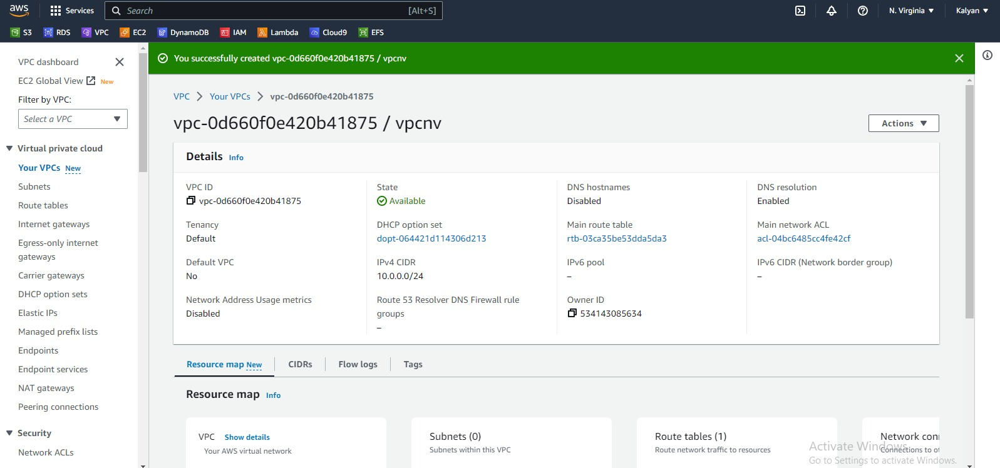 aws Services Search [Alt+S] N. Virginia Kalyan
S3 RDS VPC EC2 DynamoDB IAM Lambda Cloud9 EFS
VPC dashboard
EC2 Global View New
Filter by VPC:
Select a VPC
Virtual private cloud
Your VPCs New
Subnets
Route tables
Internet gateways
Egress-only internet
gateways
Carrier gateways
DHCP option sets
Elastic IPs
Managed prefix lists
Endpoints
Endpoint services
NAT gateways
Peering connections
Security
Network ACLs
You successfully created vpc-0d660f0e420b41875 / vpcnv
VPC > Your VPCs > vpc-0d660f0e420b41875
vpc-0d660f0e420b41875 / vpcnv
Actions
Details Info
VPC ID
vpc-0d660f0e420b41875
State
Available
DNS hostnames
Disabled
DNS resolution
Enabled
Tenancy
Default
DHCP option set
dopt-064421d114306d213
Main route table
rtb-03ca35be53dda5da3
Main network ACL
acl-04bc6485cc4fe42cf
Default VPC
No
IPv4 CIDR
10.0.0.0/24
IPv6 pool
–
IPv6 CIDR (Network border group)
–
Network Address Usage metrics
Disabled
Route 53 Resolver DNS Firewall rule
groups
–
Owner ID
534143085634
Resource map New CIDRs Flow logs Tags
Resource map Info
VPC Show details
Your AWS virtual network
Subnets (0)
Subnets within this VPC
Route tables (1)
Route network traffic to resources
Network
Connections to
Activate Windows
Go to Settings to activate Windows.